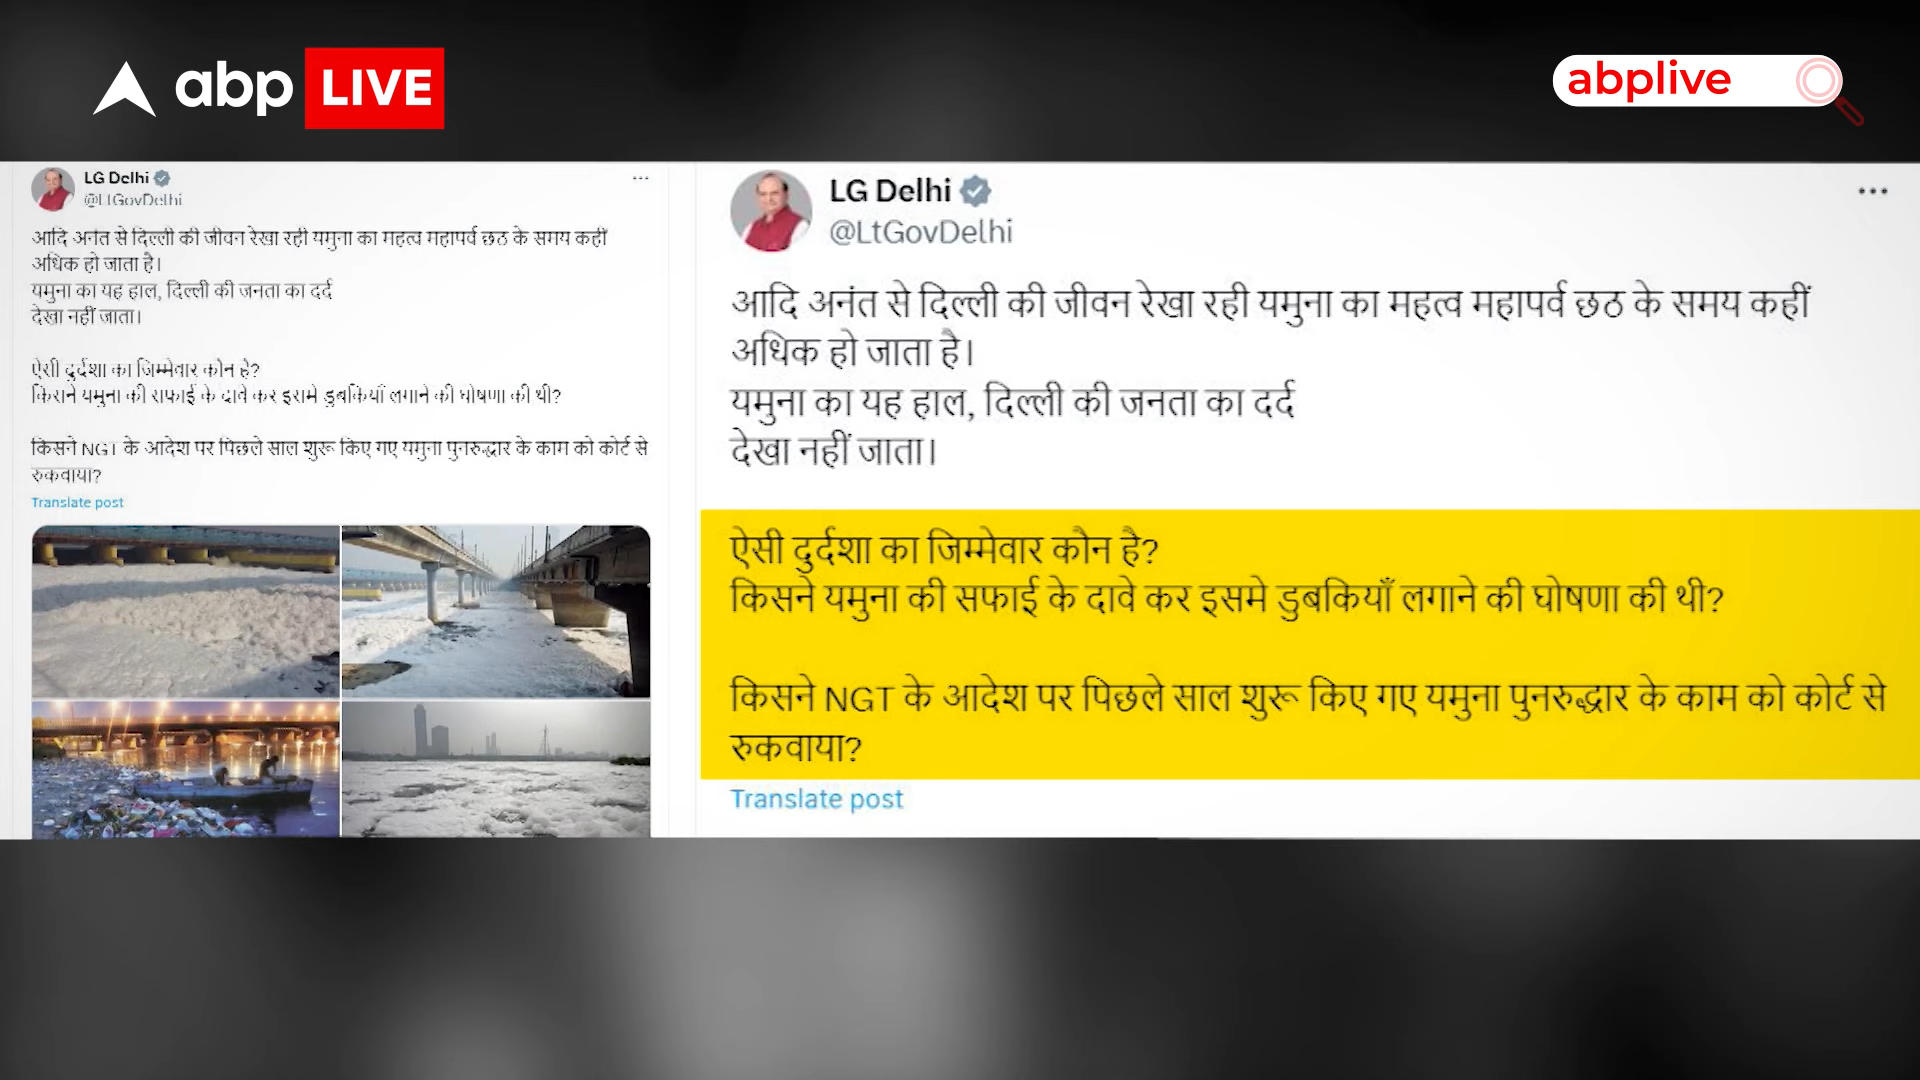 abp LIVE
abplive
LG Delhi
@LtGovDelhi
आदि अनंत से दिल्ली की जीवन रेखा रही यमुना का महत्व महापर्व छठ के समय कहीं
अधिक हो जाता है।
यमुना का यह हाल, दिल्ली की जनता का दर्द
देखा नहीं जाता।
ऐसी दुर्दशा का जिम्मेवार कौन है?
किसने यमुना की सफाई के दावे कर इसमे डुबकियाँ लगाने की घोषणा की थी?
किसने NGT के आदेश पर पिछले साल शुरू किए गए यमुना पुनरुद्धार के काम को कोर्ट से
रुकवाया?
Translate post
LG Delhi
@LtGovDelhi
आदि अनंत से दिल्ली की जीवन रेखा रही यमुना का महत्व महापर्व छठ के समय कहीं
अधिक हो जाता है।
यमुना का यह हाल, दिल्ली की जनता का दर्द
देखा नहीं जाता।
ऐसी दुर्दशा का जिम्मेवार कौन है?
किसने यमुना की सफाई के दावे कर इसमे डुबकियाँ लगाने की घोषणा की थी?
किसने NGT के आदेश पर पिछले साल शुरू किए गए यमुना पुनरुद्धार के काम को कोर्ट से
रुकवाया?
Translate post